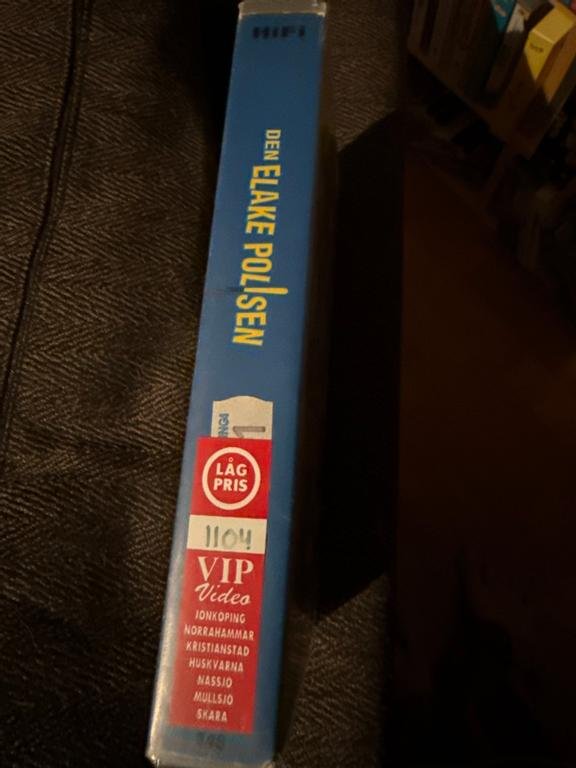 HiFi
DEN ELAKE POLISEN
LÅG
PRIS
1104
VIP
Video
JONKOPING
NORRAHAMMAR
KRISTIANSTAD
HUSKVARNA
NASSJO
MULLSJO
SKARA